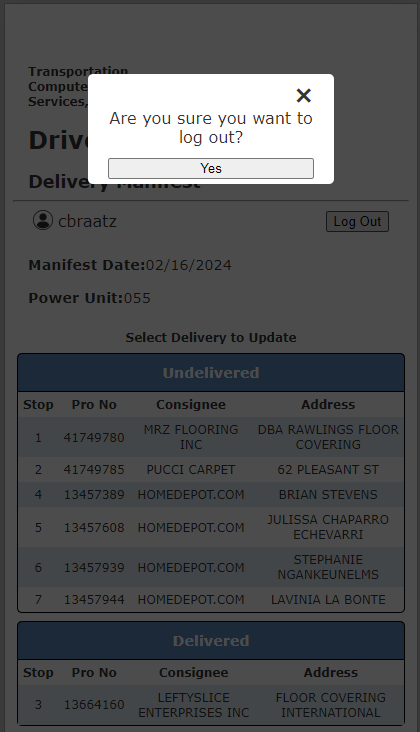 Transportation
Compute
Services,
✕
Are you sure you want to
log out?
Yes
Drive
Delivery Manifest
cbraatz
Log Out
Manifest Date:02/16/2024
Power Unit:055
Select Delivery to Update
Undelivered
Stop Pro No Consignee Address
1 41749780 MRZ FLOORING INC DBA RAWLINGS FLOOR COVERING
2 41749785 PUCCI CARPET 62 PLEASANT ST
4 13457389 HOMEDEPOT.COM BRIAN STEVENS
5 13457608 HOMEDEPOT.COM JULISSA CHAPARRO ECHEVARRI
6 13457939 HOMEDEPOT.COM STEPHANIE NGANKEUNELMS
7 13457944 HOMEDEPOT.COM LAVINIA LA BONTE
Delivered
Stop Pro No Consignee Address
3 13664160 LEFTYSLICE ENTERPRISES INC FLOOR COVERING INTERNATIONAL